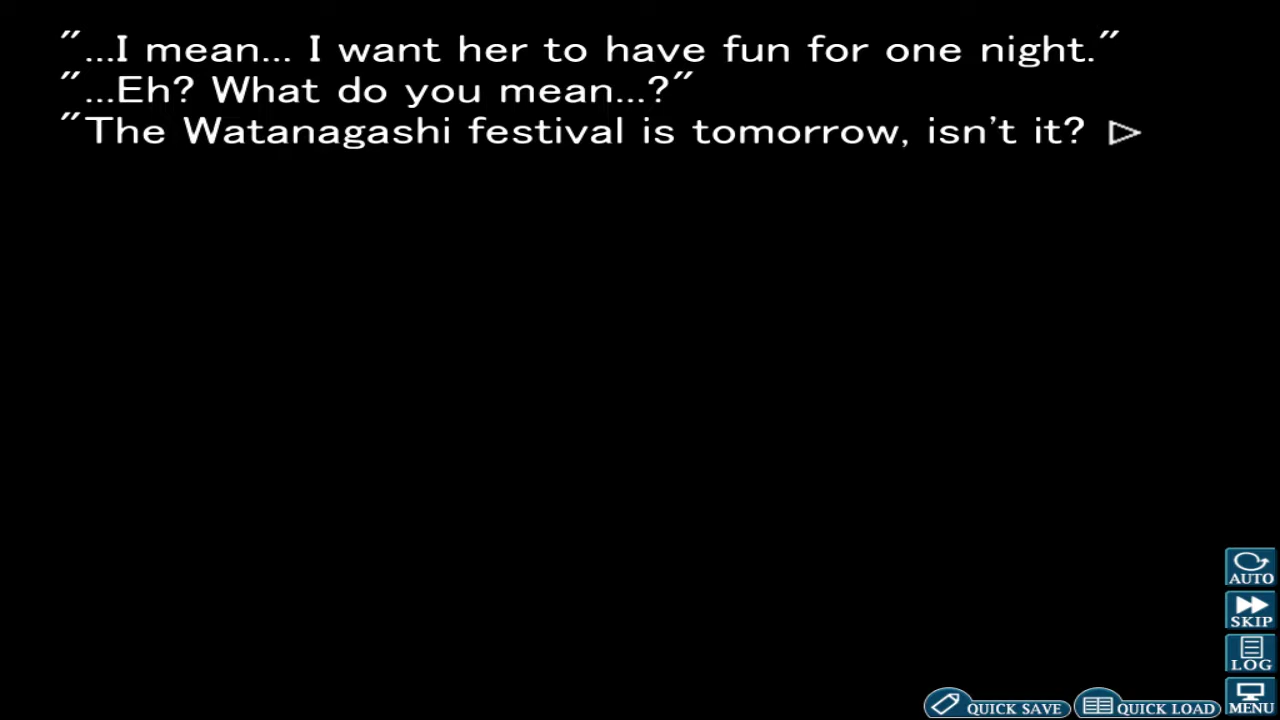 "...I mean... I want her to have fun for one night."
"...Eh? What do you mean...?"
"The Watanagashi festival is tomorrow, isn't it?
AUTO
SKIP
LOG
MENU
QUICK SAVE
QUICK LOAD